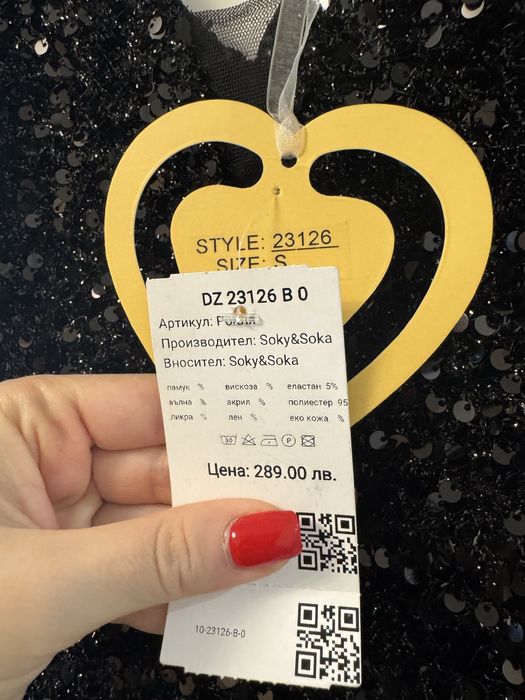 STYLE: 23126
SIZE: S
DZ 23126 B 0
Артикул:
Производител: Soky&Soka
Вносител: Soky&Soka
памук % вискоза % еластан 5%
вълна % акрил % полиестер 95
ликра % лен % еко кожа %
30 P
Цена: 289.00 лв.
10-23126-B-0